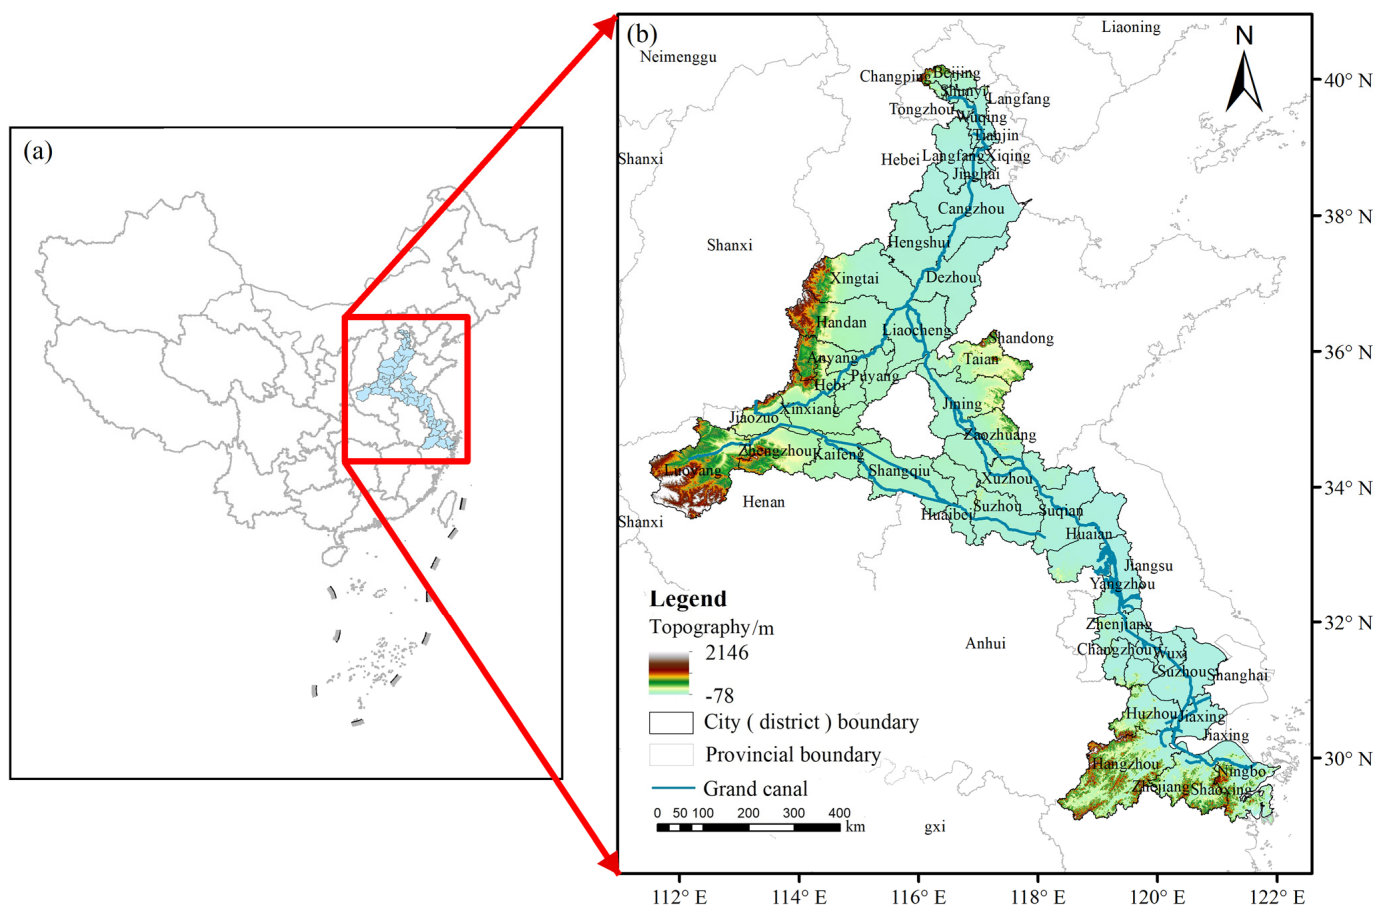 (a)
(b)
N
Liaoning
Neimenggu
Changping
Beijing
Shunyi
Langfang
Tongzhou
Wuqing
Tianjin
Shanxi
Hebei
Langfang
Xiqing
Jinghai
Cangzhou
Shanxi
Hengshui
Dezhou
Xingtai
Handan
Liaocheng
Shandong
Anyang
Taian
Hebi
Puyang
Jining
Xinxiang
Jiaozuo
Zaozhuang
Zhengzhou
Kaifeng
Luoyang
Shangqiu
Xuzhou
Henan
Suzhou
Suqian
Huaibei
Shanxi
Huaian
Jiangsu
Yangzhou
Zhenjiang
Anhui
Changzhou
Wuxi
Suzhou
Shanghai
Huzhou
Jiaxing
Jiaxing
Hangzhou
Ningbo
Zhejiang
Shaoxing
gxi
Legend
Topography/m
2146
-78
City ( district ) boundary
Provincial boundary
Grand canal
0 50 100 200 300 400
km
40° N
38° N
36° N
34° N
32° N
30° N
112° E 114° E 116° E 118° E 120° E 122° E